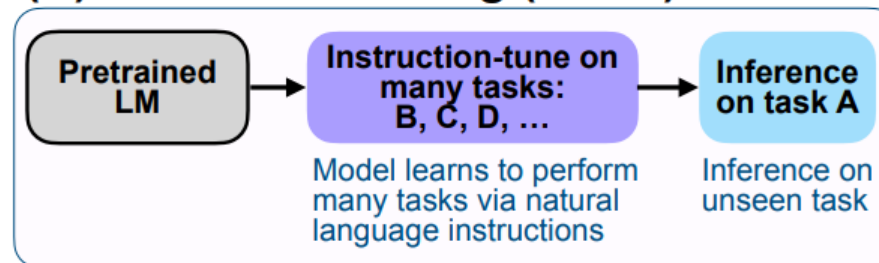 Pretrained
LM
Instruction-tune on
many tasks:
B, C, D, …
Inference
on task A
Model learns to perform
many tasks via natural
language instructions
Inference on
unseen task